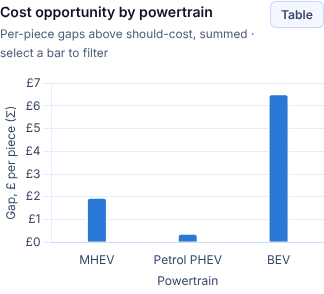 Cost opportunity by powertrain
Table
Per-piece gaps above should-cost, summed ·
select a bar to filter
Gap, £ per piece (Σ)
£7
£6
£5
£4
£3
£2
£1
£0
MHEV
Petrol PHEV
BEV
Powertrain